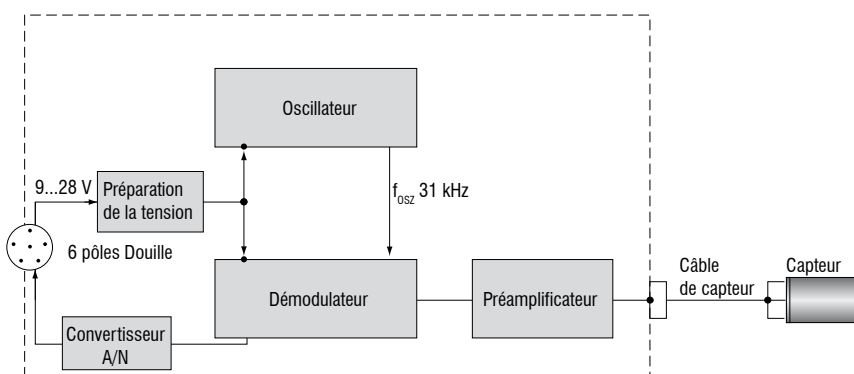 Oscillateur
9...28 V
Préparation
de la tension
fosz 31 kHz
6 pôles Douille
Démodulateur
Préamplificateur
Câble
de capteur
Capteur
Convertisseur
A/N